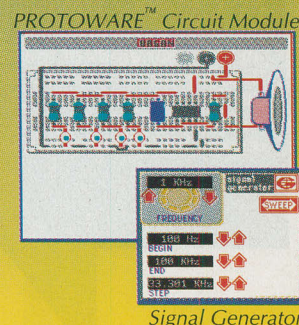 PROTOWARE™ Circuit Module
ORGAN
1 KHz
signal
generator
FREQUENCY
SWEEP
100 Hz
BEGIN
100 KHz
END
33.301 KHz
STEP
Signal Generator